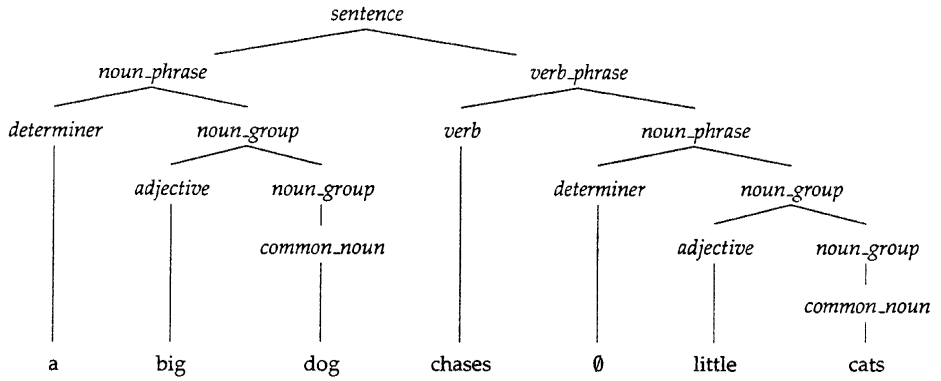 sentence
noun_phrase verb_phrase
determiner noun_group verb noun_phrase
adjective noun_group determiner noun_group
common_noun adjective noun_group
common_noun
a big dog chases ∅ little cats